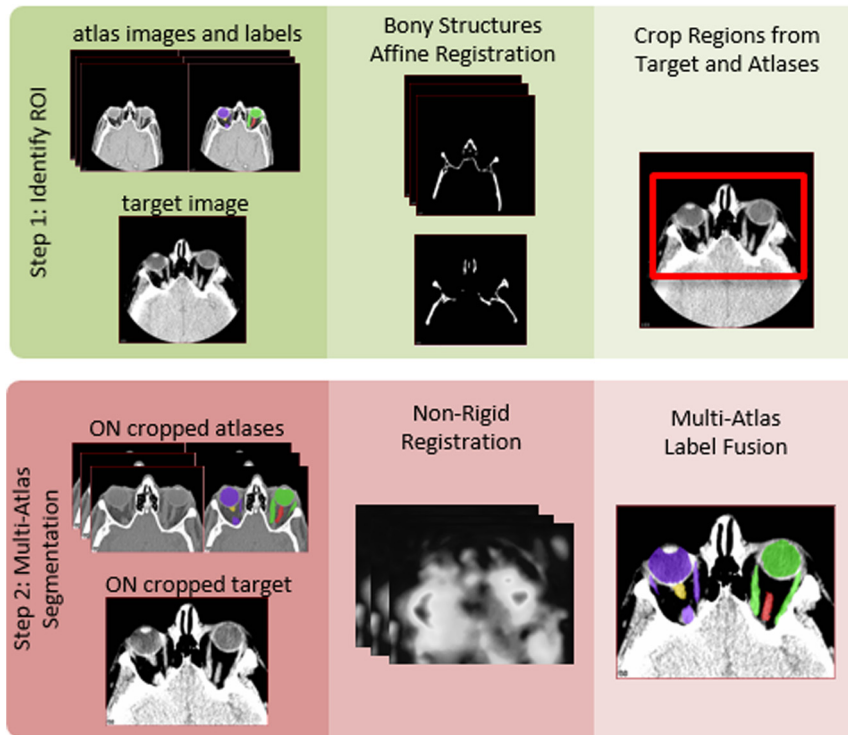 Step 1: Identify ROI
atlas images and labels
target image
Bony Structures
Affine Registration
Crop Regions from
Target and Atlases
Step 2: Multi-Atlas
Segmentation
ON cropped atlases
ON cropped target
Non-Rigid
Registration
Multi-Atlas
Label Fusion